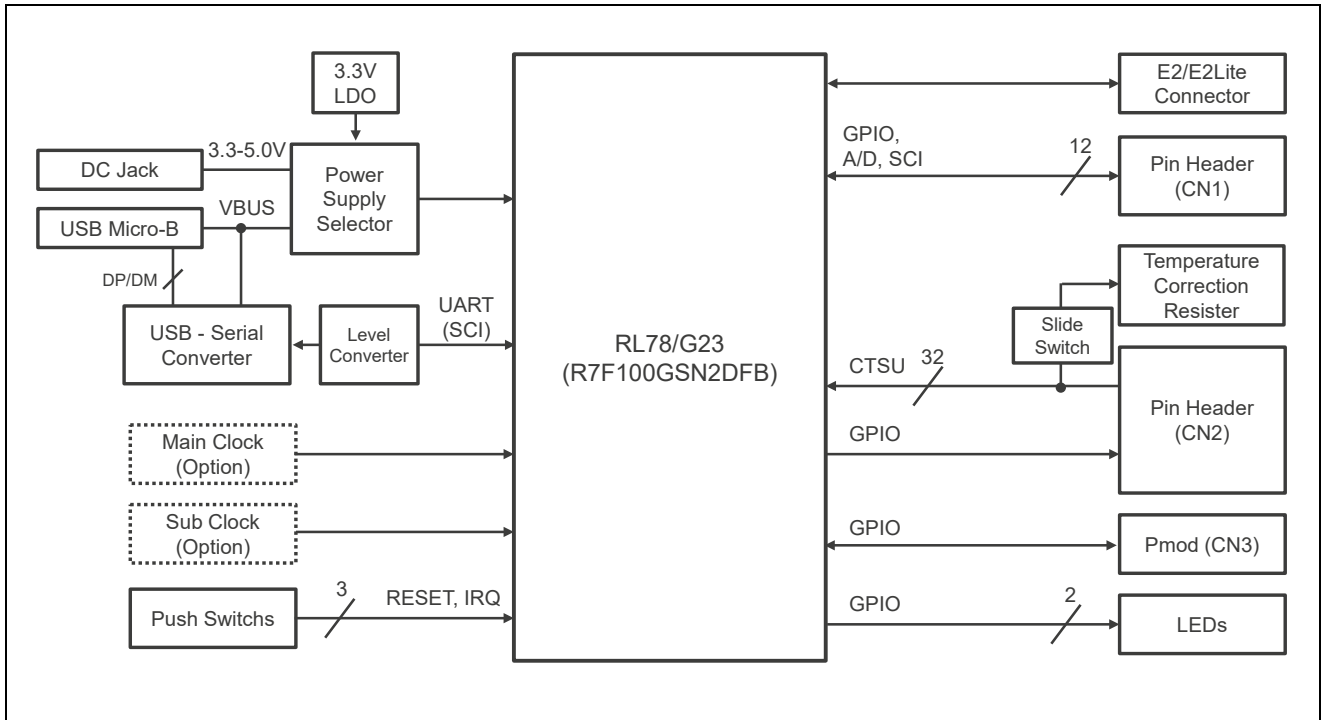 3.3V
LDO
DC Jack
3.3-5.0V
Power
Supply
Selector
USB Micro-B
VBUS
DP/DM
USB - Serial
Converter
Level
Converter
UART
(SCI)
Main Clock
(Option)
Sub Clock
(Option)
Push Switchs
3
RESET, IRQ
RL78/G23
(R7F100GSN2DFB)
E2/E2Lite
Connector
GPIO,
A/D, SCI
12
Pin Header
(CN1)
Temperature
Correction
Resister
Slide
Switch
CTSU
32
Pin Header
(CN2)
GPIO
GPIO
Pmod (CN3)
GPIO
2
LEDs